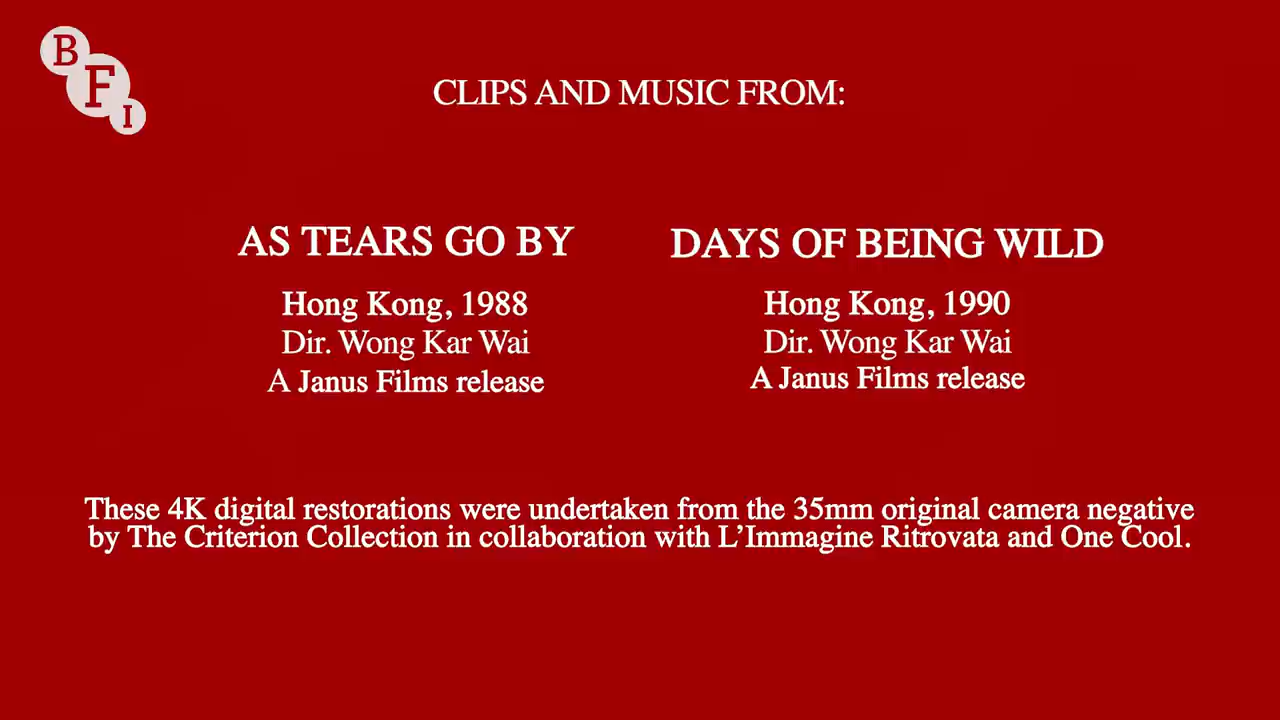 BFI
CLIPS AND MUSIC FROM:
AS TEARS GO BY
Hong Kong, 1988
Dir. Wong Kar Wai
A Janus Films release
DAYS OF BEING WILD
Hong Kong, 1990
Dir. Wong Kar Wai
A Janus Films release
These 4K digital restorations were undertaken from the 35mm original camera negative
by The Criterion Collection in collaboration with L’Immagine Ritrovata and One Cool.